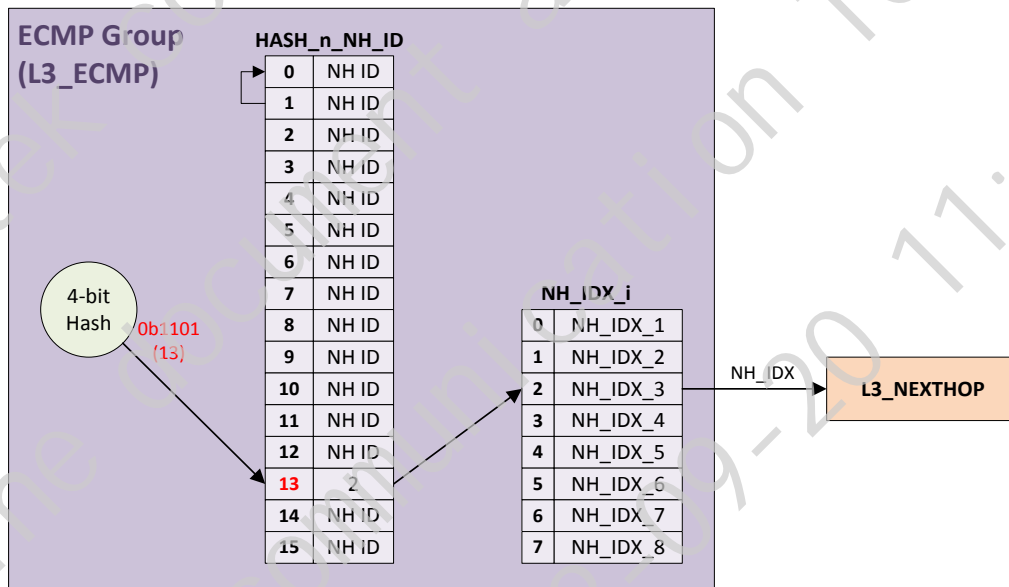 ECMP Group
(L3_ECMP)
HASH_n_NH_ID
0 NH ID
1 NH ID
2 NH ID
3 NH ID
4 NH ID
5 NH ID
6 NH ID
7 NH ID
8 NH ID
9 NH ID
10 NH ID
11 NH ID
12 NH ID
13 2
14 NH ID
15 NH ID
4-bit
Hash
0b1101
(13)
NH_IDX_i
0 NH_IDX_1
1 NH_IDX_2
2 NH_IDX_3
3 NH_IDX_4
4 NH_IDX_5
5 NH_IDX_6
6 NH_IDX_7
7 NH_IDX_8
NH_IDX
L3_NEXTHOP